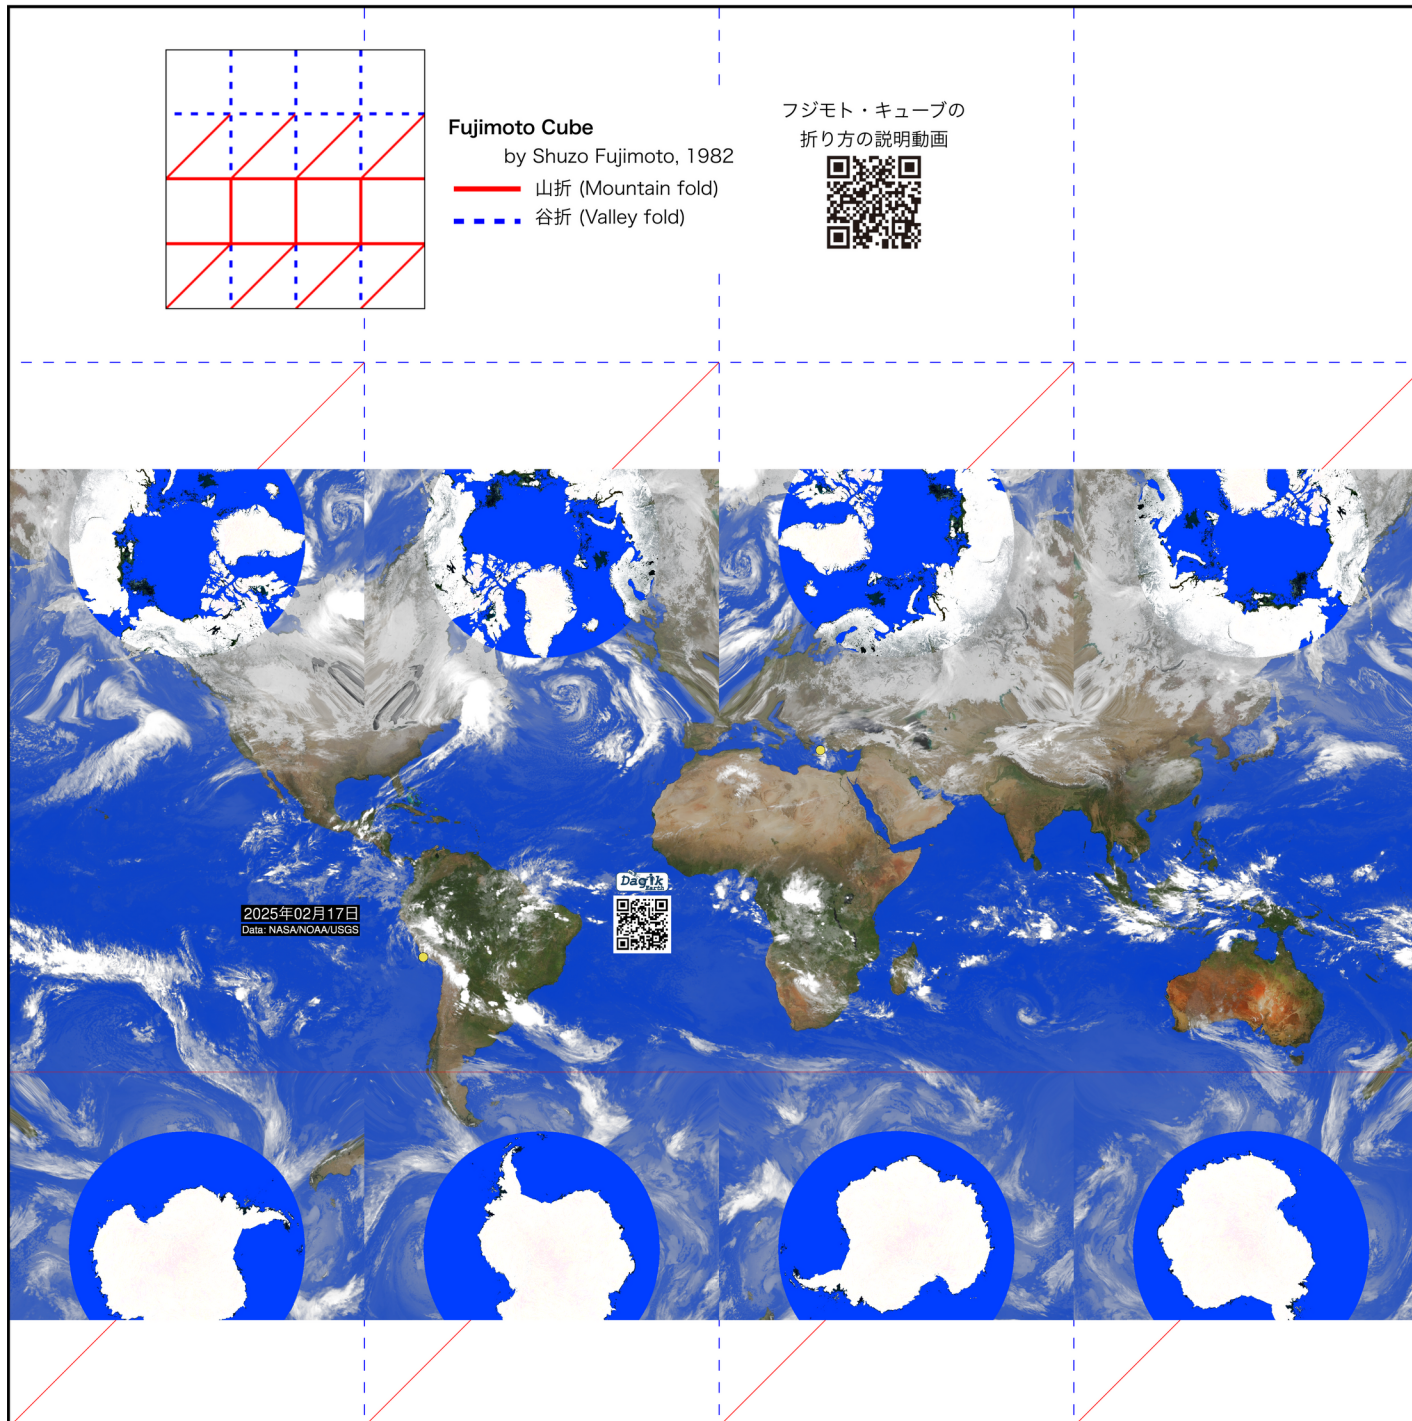 Fujimoto Cube
by Shuzo Fujimoto, 1982
山折 (Mountain fold)
谷折 (Valley fold)
フジモト・キューブの
折り方の説明動画
Dagik
Earth
2025年02月17日
Data: NASA/NOAA/USGS